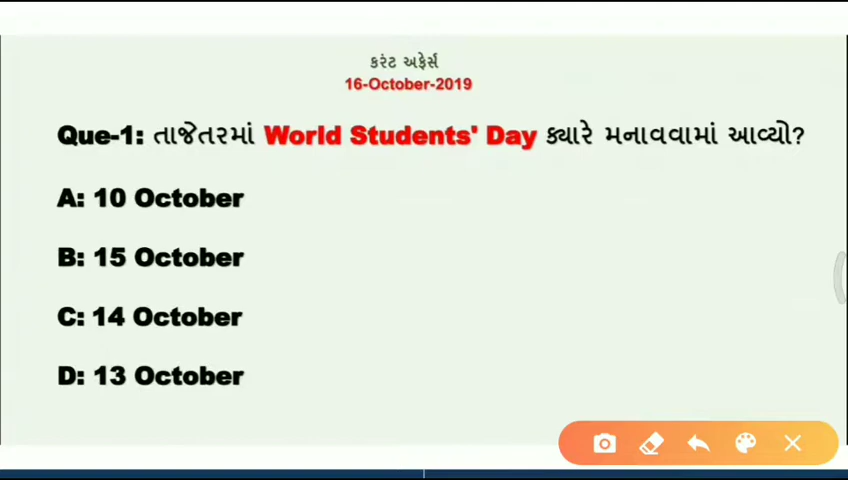 કરંટ અફેર્સ
16-October-2019
Que-1: તાજેતરમાં World Students' Day ક્યારે મનાવવામાં આવ્યો?
A: 10 October
B: 15 October
C: 14 October
D: 13 October